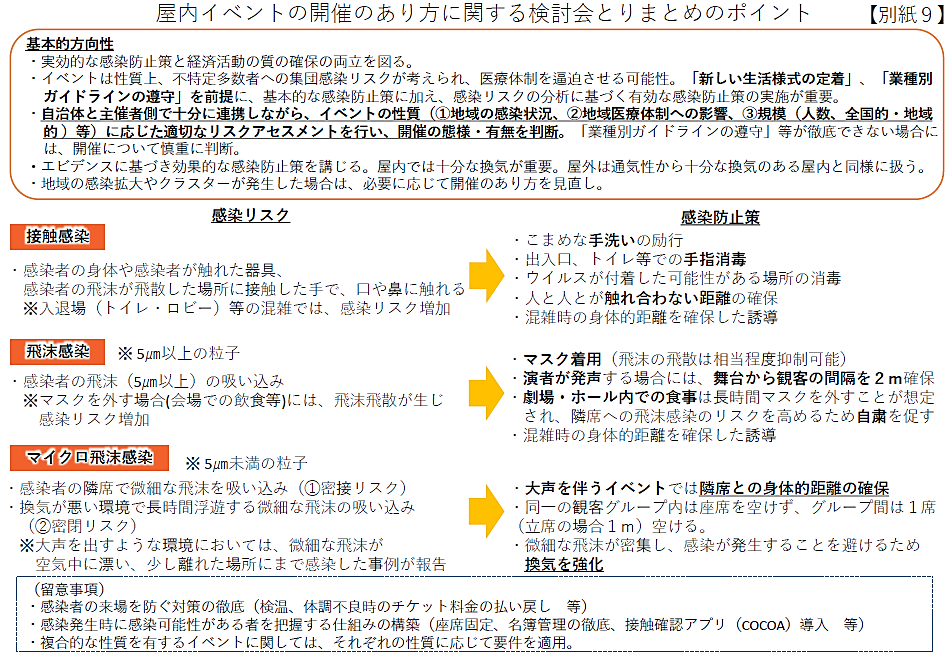 屋内イベントの開催のあり方に関する検討会とりまとめのポイント
【別紙９】
基本的方向性
・実効的な感染防止策と経済活動の質の確保の両立を図る。
・イベントは性質上、不特定多数者への集団感染リスクが考えられ、医療体制を逼迫させる可能性。「新しい生活様式の定着」、「業種別
ガイドラインの遵守」を前提に、基本的な感染防止策に加え、感染リスクの分析に基づく有効な感染防止策の実施が重要。
・自治体と主催者側で十分に連携しながら、イベントの性質（①地域の感染状況、②地域医療体制への影響、③規模（人数、全国的・地域
的）等）に応じた適切なリスクアセスメントを行い、開催の態様・有無を判断。「業種別ガイドラインの遵守」等が徹底できない場合に
は、開催について慎重に判断。
・エビデンスに基づき効果的な感染防止策を講じる。屋内では十分な換気が重要。屋外は通気性から十分な換気のある屋内と同様に扱う。
・地域の感染拡大やクラスターが発生した場合は、必要に応じて開催のあり方を見直し。
感染リスク
感染防止策
接触感染
・感染者の身体や感染者が触れた器具、
感染者の飛沫が飛散した場所に接触した手で、口や鼻に触れる
※入退場（トイレ・ロビー）等の混雑では、感染リスク増加
・こまめな手洗いの励行
・出入口、トイレ等での手指消毒
・ウイルスが付着した可能性がある場所の消毒
・人と人とが触れ合わない距離の確保
・混雑時の身体的距離を確保した誘導
飛沫感染
※５㎛以上の粒子
・感染者の飛沫（5㎛以上）の吸い込み
※マスクを外す場合(会場での飲食等)には、飛沫飛散が生じ
感染リスク増加
・マスク着用（飛沫の飛散は相当程度抑制可能）
・演者が発声する場合には、舞台から観客の間隔を２ｍ確保
・劇場・ホール内での食事は長時間マスクを外すことが想定
され、隣席への飛沫感染のリスクを高めるため自粛を促す
・混雑時の身体的距離を確保した誘導
マイクロ飛沫感染
※５㎛未満の粒子
・感染者の隣席で微細な飛沫を吸い込み（①密接リスク）
・換気が悪い環境で長時間浮遊する微細な飛沫の吸い込み
（②密閉リスク）
※大声を出すような環境においては、微細な飛沫が
空気中に漂い、少し離れた場所にまで感染した事例が報告
・大声を伴うイベントでは隣席との身体的距離の確保
・同一の観客グループ内は座席を空けず、グループ間は１席
（立席の場合１ｍ）空ける。
・微細な飛沫が密集し、感染が発生することを避けるため
換気を強化
（留意事項）
・感染者の来場を防ぐ対策の徹底（検温、体調不良時のチケット料金の払い戻し　等）
・感染発生時に感染可能性がある者を把握する仕組みの構築（座席固定、名簿管理の徹底、接触確認アプリ（COCOA）導入　等）
・複合的な性質を有するイベントに関しては、それぞれの性質に応じて要件を適用。